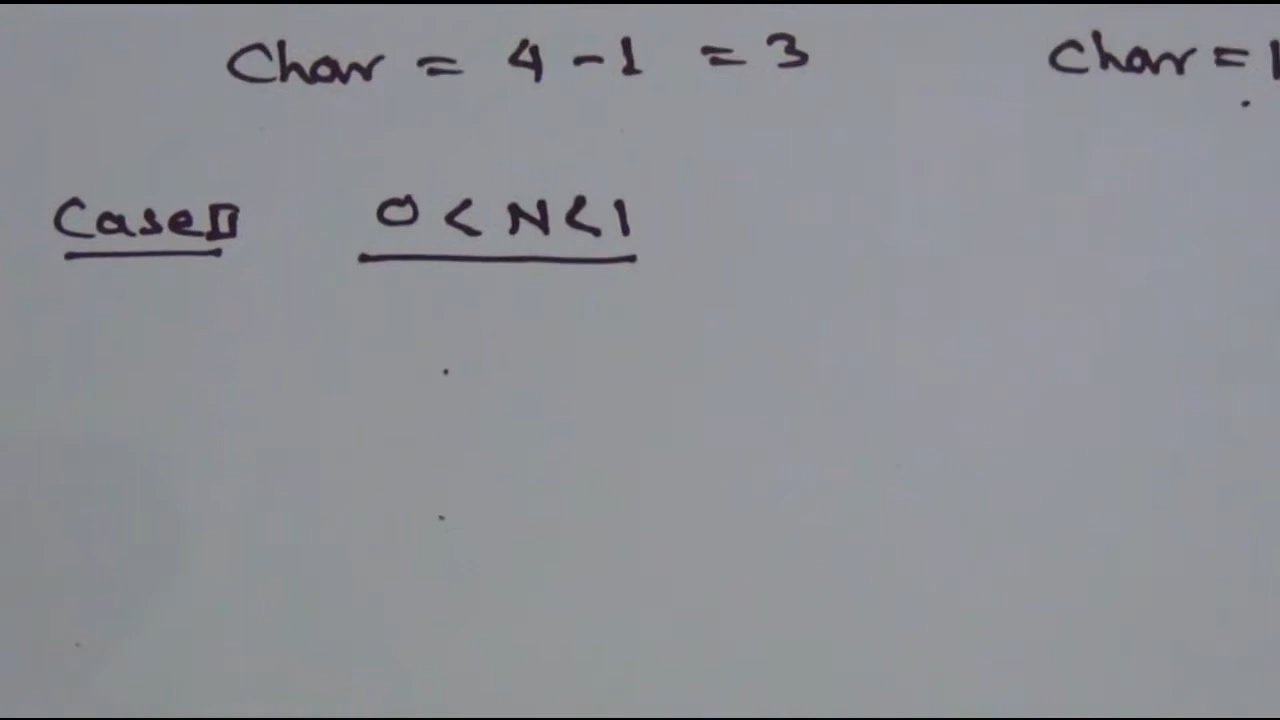 Char = 4 - 1 = 3 Char = 1
Case II 0 < N < 1